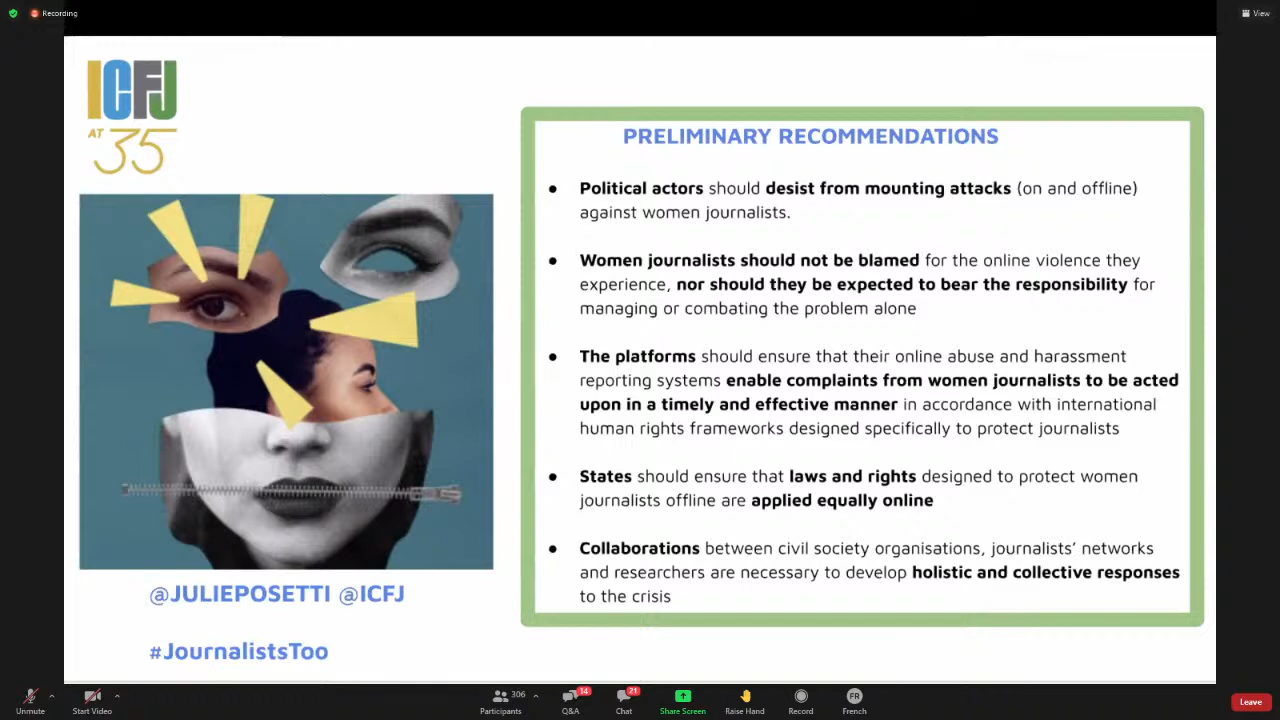 Recording
View
ICFJ
AT 35
PRELIMINARY RECOMMENDATIONS
● Political actors should desist from mounting attacks (on and offline)
against women journalists.
● Women journalists should not be blamed for the online violence they
experience, nor should they be expected to bear the responsibility for
managing or combating the problem alone
● The platforms should ensure that their online abuse and harassment
reporting systems enable complaints from women journalists to be acted
upon in a timely and effective manner in accordance with international
human rights frameworks designed specifically to protect journalists
● States should ensure that laws and rights designed to protect women
journalists offline are applied equally online
● Collaborations between civil society organisations, journalists’ networks
and researchers are necessary to develop holistic and collective responses
to the crisis
@JULIEPOSETTI @ICFJ
#JournalistsToo
306
14
21
FR
Unmute
Start Video
Participants
Q&A
Chat
Share Screen
Raise Hand
Record
French
Leave